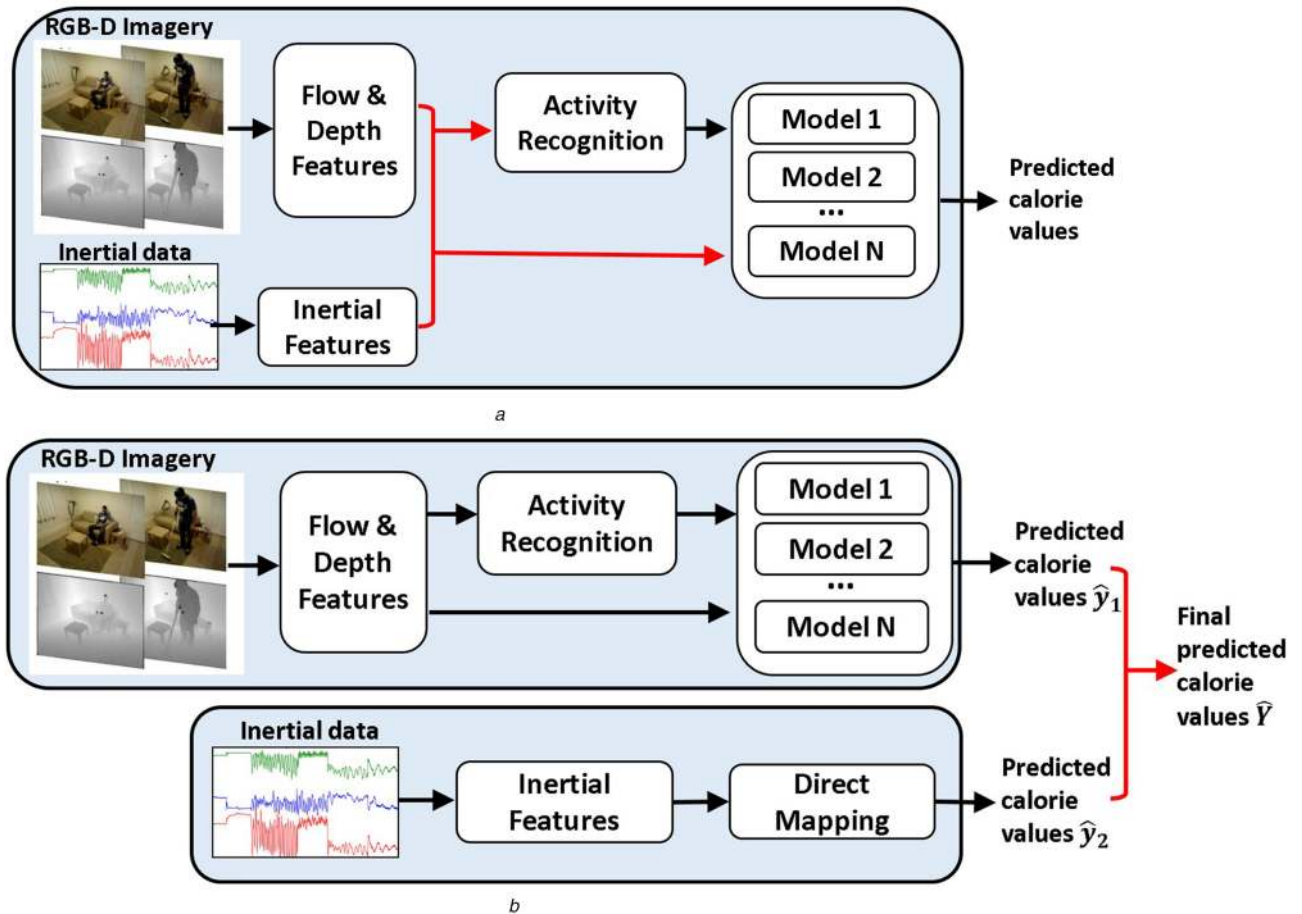 RGB-D Imagery
Flow &
Depth
Features
Activity
Recognition
Model 1
Model 2
...
Model N
Predicted
calorie
values
Inertial data
Inertial
Features
a
RGB-D Imagery
Flow &
Depth
Features
Activity
Recognition
Model 1
Model 2
...
Model N
Predicted
calorie
values ŷ₁
Final
predicted
calorie
values Ŷ
Inertial data
Inertial
Features
Direct
Mapping
Predicted
calorie
values ŷ₂
b